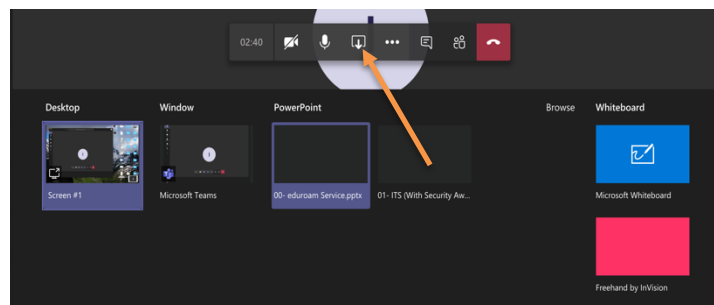 02:40
Desktop
Window
PowerPoint
Browse
Whiteboard
Screen #1
Microsoft Teams
00- eduroam Service.pptx
01- ITS (With Security Aw...
Microsoft Whiteboard
Freehand by InVision